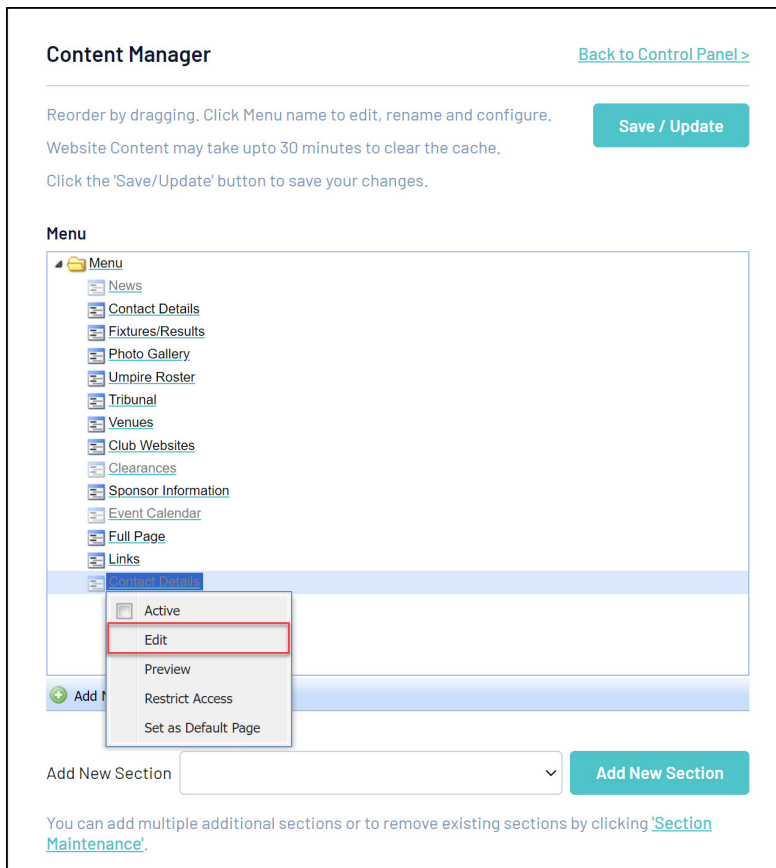 Content Manager
Back to Control Panel >
Reorder by dragging. Click Menu name to edit, rename and configure.
Save / Update
Website Content may take upto 30 minutes to clear the cache.
Click the 'Save/Update' button to save your changes.
Menu
Menu
News
Contact Details
Fixtures/Results
Photo Gallery
Umpire Roster
Tribunal
Venues
Club Websites
Clearances
Sponsor Information
Event Calendar
Full Page
Links
Contact Details
Active
Edit
Preview
Restrict Access
Add
Set as Default Page
Add New Section
Add New Section
You can add multiple additional sections or to remove existing sections by clicking 'Section
Maintenance'.